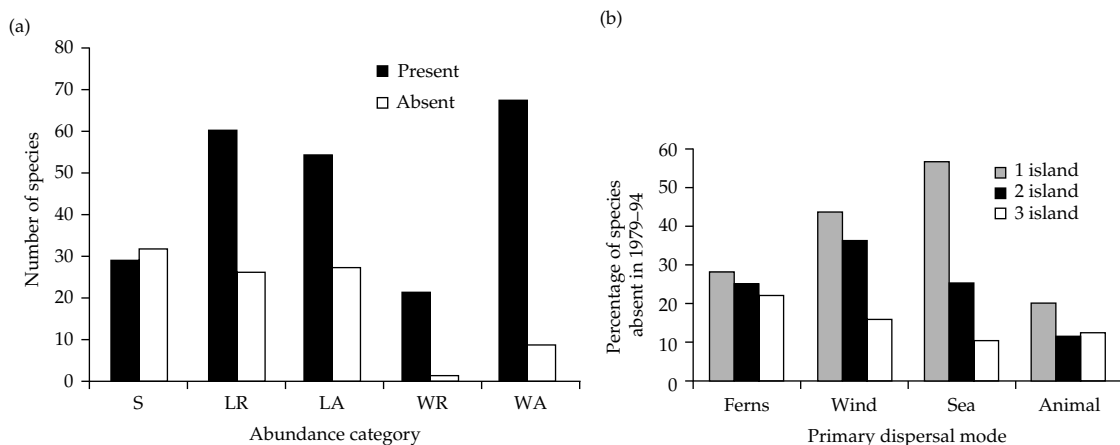 (a)
80
70
60
50
40
30
20
10
0
Number of species
Present
Absent
S LR LA WR WA
Abundance category
(b)
60
50
40
30
20
10
0
Percentage of species
absent in 1979–94
1 island
2 island
3 island
Ferns Wind Sea Animal
Primary dispersal mode